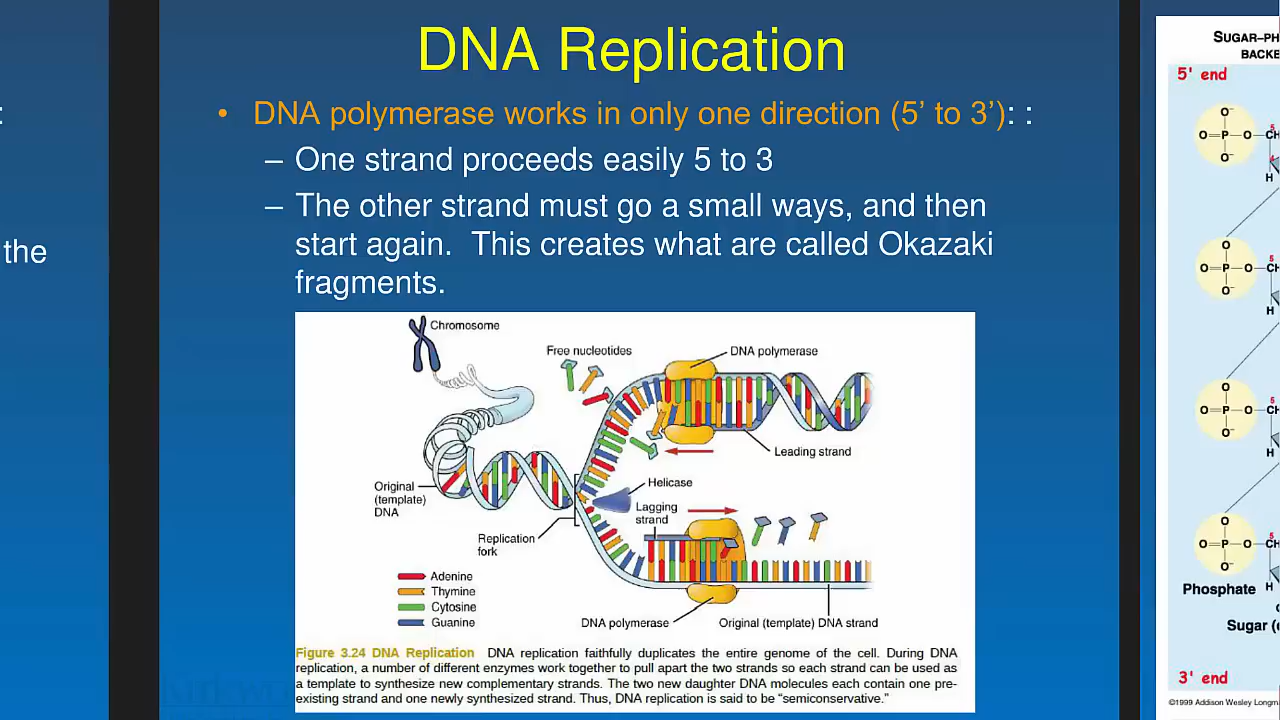 :
the
DNA Replication
• DNA polymerase works in only one direction (5’ to 3’): :
– One strand proceeds easily 5 to 3
– The other strand must go a small ways, and then
start again. This creates what are called Okazaki
fragments.
Chromosome
Free nucleotides
DNA polymerase
Leading strand
Helicase
Original
(template)
DNA
Lagging
strand
Replication
fork
Adenine
Thymine
Cytosine
Guanine
DNA polymerase
Original (template) DNA strand
Figure 3.24 DNA Replication DNA replication faithfully duplicates the entire genome of the cell. During DNA
replication, a number of different enzymes work together to pull apart the two strands so each strand can be used as
a template to synthesize new complementary strands. The two new daughter DNA molecules each contain one pre-
existing strand and one newly synthesized strand. Thus, DNA replication is said to be “semiconservative.”
SUGAR–PH
BACKE
5' end
O⁻
O=P–O–CH 5
O⁻
H
O
O=P–O–CH 5
O⁻
H
O
O=P–O–CH 5
O⁻
H
O
O=P–O–CH 5
O⁻
Phosphate H
Sugar (
3' end
©1999 Addison Wesley Longm